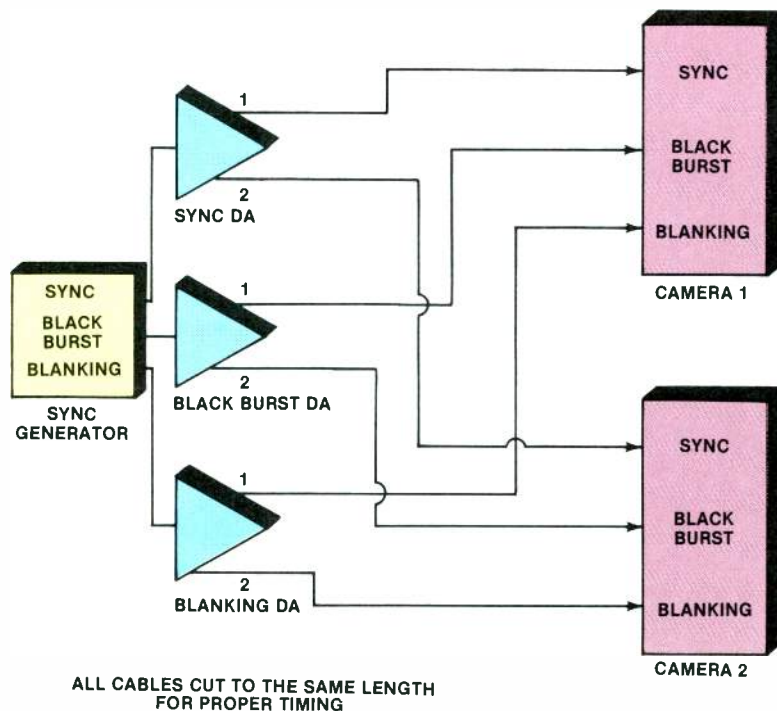 1
SYNC
2
SYNC DA
BLACK
BURST
BLANKING
CAMERA 1
SYNC
BLACK
BURST
BLANKING
SYNC
GENERATOR
1
2
BLACK BURST DA
1
2
BLANKING DA
SYNC
BLACK
BURST
BLANKING
CAMERA 2
ALL CABLES CUT TO THE SAME LENGTH
FOR PROPER TIMING